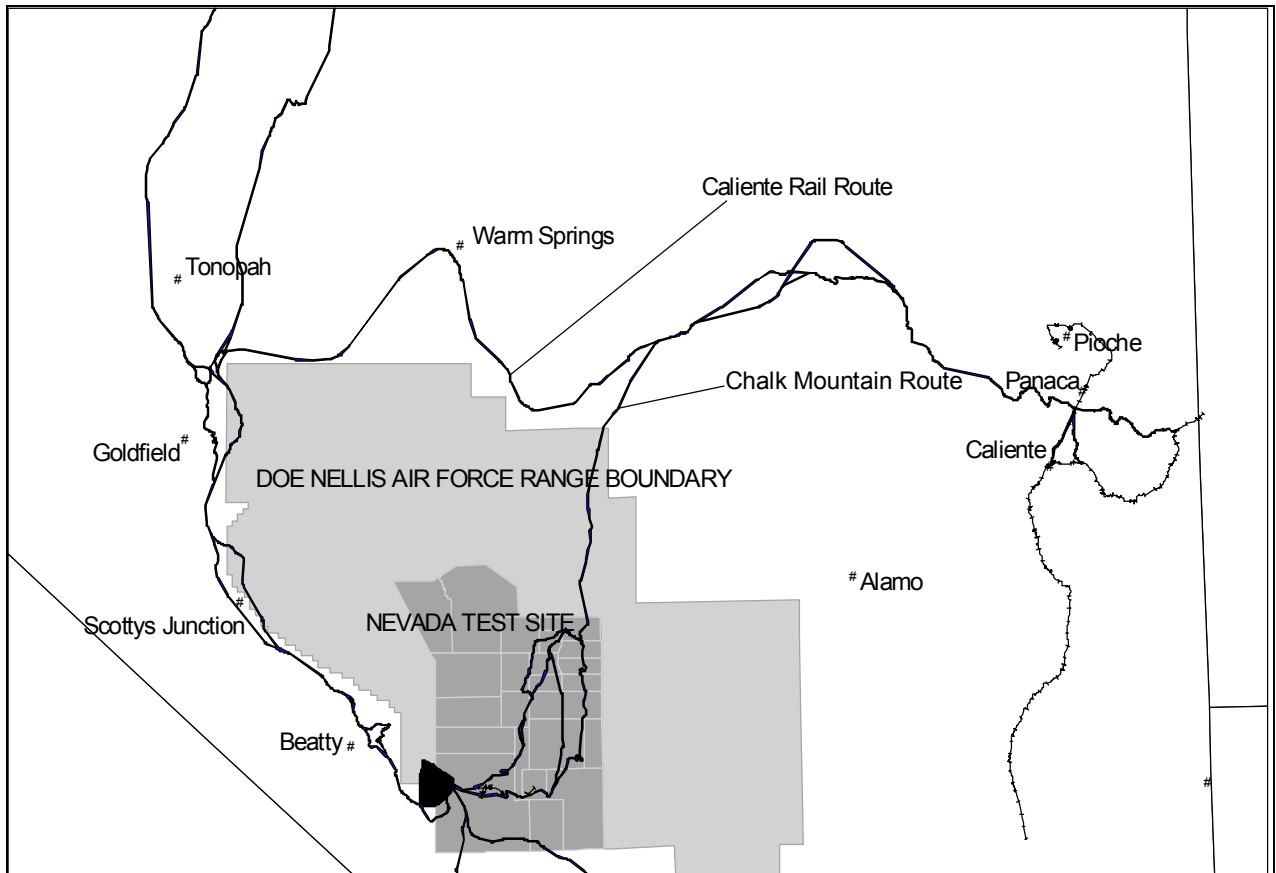 Caliente Rail Route
# Warm Springs
# Tonopah
# Pioche
Chalk Mountain Route
Panaca #
Goldfield #
Caliente #
DOE NELLIS AIR FORCE RANGE BOUNDARY
# Alamo
Scottys Junction #
NEVADA TEST SITE
Beatty #
#